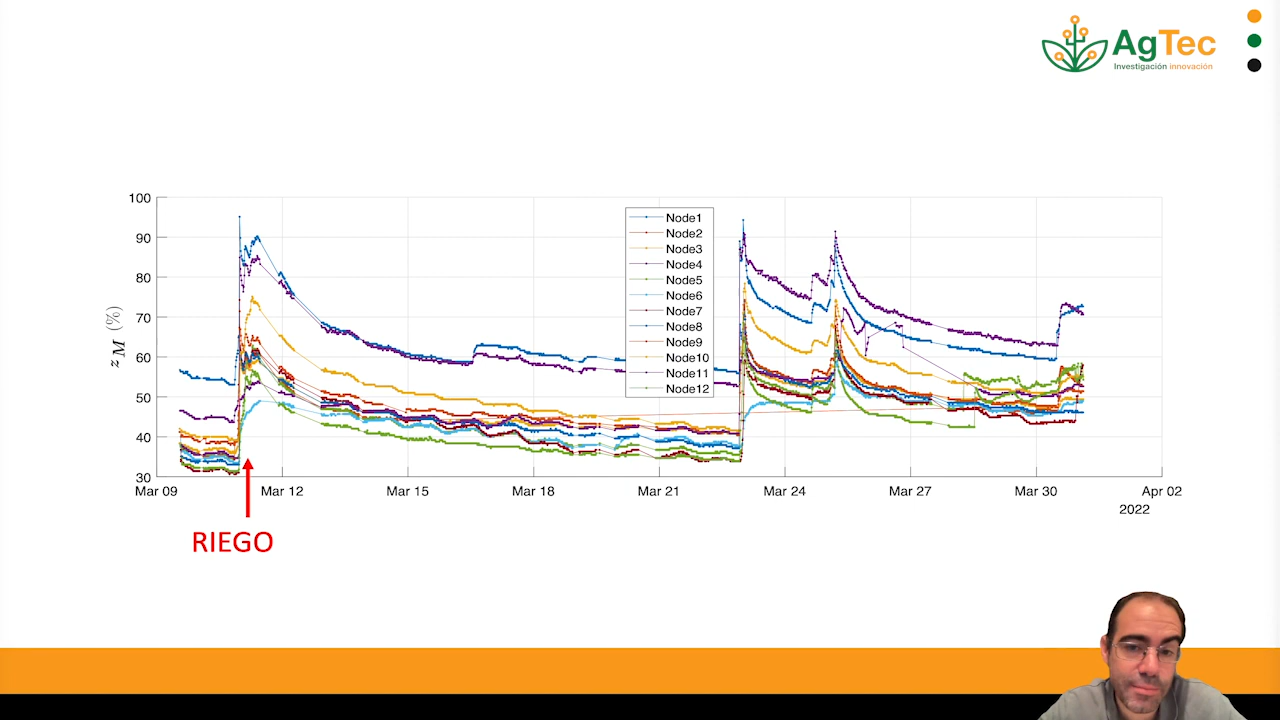 AgTec
Investigación innovación
100
90
80
70
60
50
40
30
z M (%)
Node1
Node2
Node3
Node4
Node5
Node6
Node7
Node8
Node9
Node10
Node11
Node12
Mar 09
Mar 12
Mar 15
Mar 18
Mar 21
Mar 24
Mar 27
Mar 30
Apr 02
2022
RIEGO